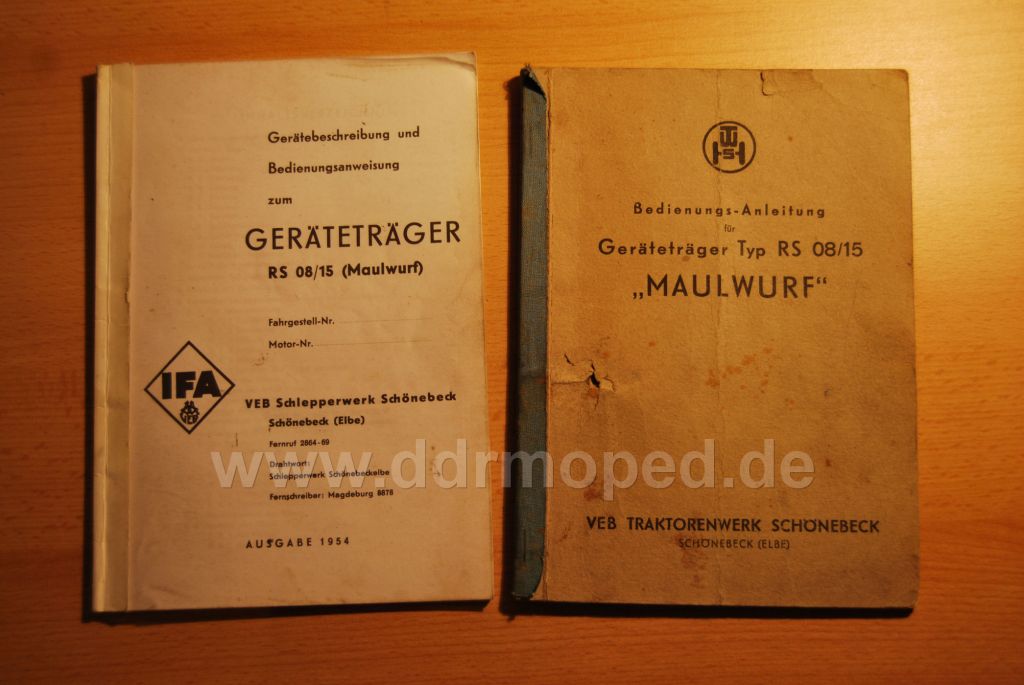 Gerätebeschreibung und
Bedienungsanweisung
zum
GERÄTETRÄGER
RS 08/15 (Maulwurf)
Fahrgestell-Nr.
Motor-Nr.
IFA
VEB Schlepperwerk Schönebeck
Schönebeck (Elbe)
Fernruf 2864-69
Drahtwort:
Schlepperwerk Schönebeckelbe
Fernschreiber: Magdeburg 8878
AUSGABE 1954
Bedienungs-Anleitung
für
Geräteträger Typ RS 08/15
„MAULWURF“
VEB TRAKTORENWERK SCHÖNEBECK
SCHÖNEBECK (ELBE)
www.ddrmoped.de